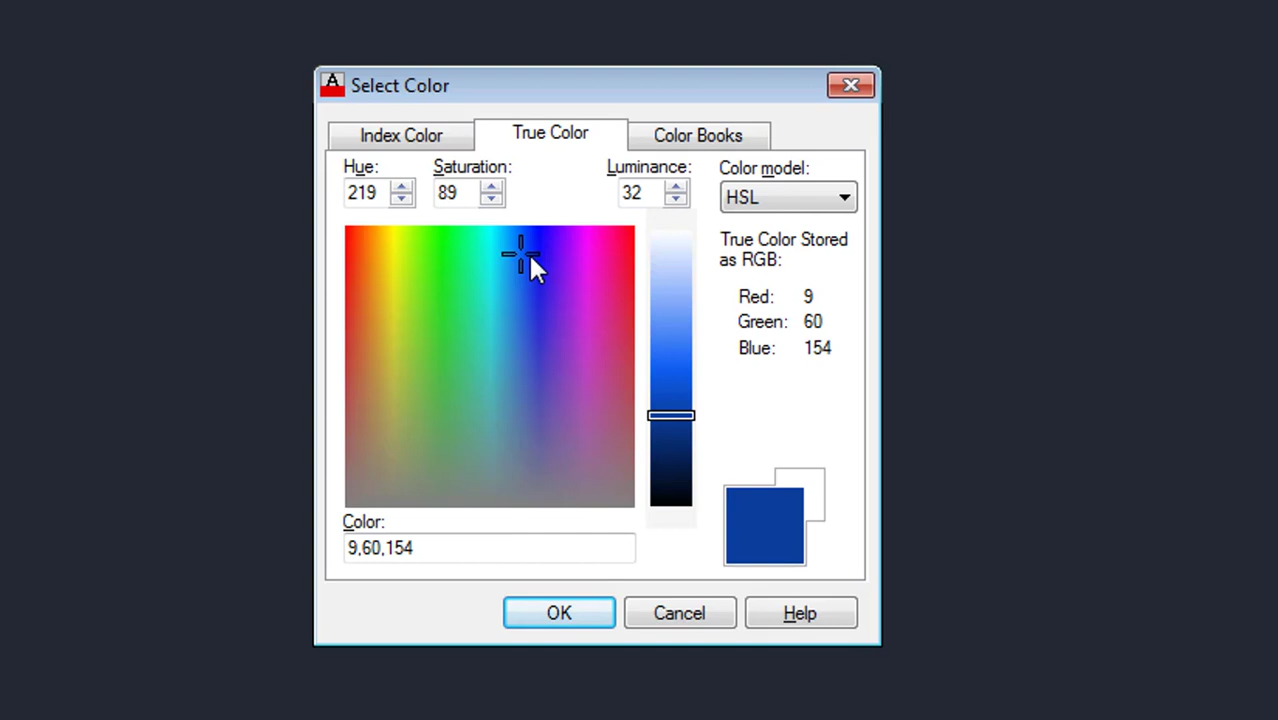 A Select Color
Index Color True Color Color Books
Hue: Saturation: Luminance: Color model:
219 89 32 HSL
True Color Stored
as RGB:
Red: 9
Green: 60
Blue: 154
Color:
9,60,154
OK Cancel Help